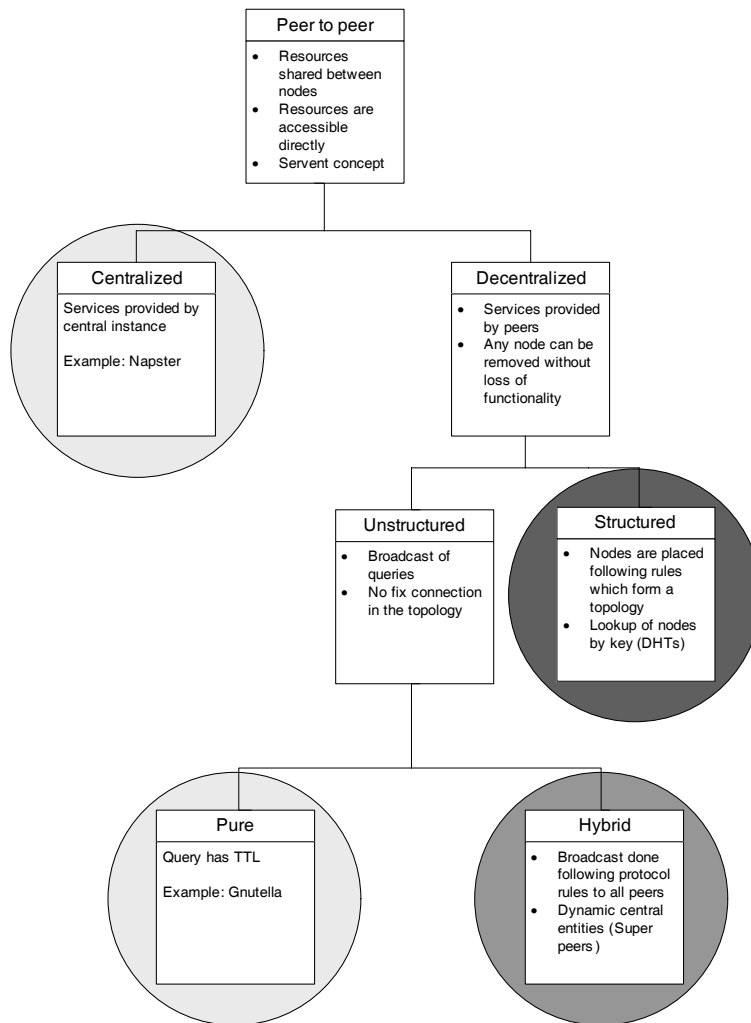 Peer to peer
• Resources
shared between
nodes
• Resources are
accessible
directly
• Servent concept
Centralized
Services provided by
central instance
Example: Napster
Decentralized
• Services provided
by peers
• Any node can be
removed without
loss of
functionality
Unstructured
• Broadcast of
queries
• No fix connection
in the topology
Structured
• Nodes are placed
following rules
which form a
topology
• Lookup of nodes
by key (DHTs)
Pure
Query has TTL
Example: Gnutella
Hybrid
• Broadcast done
following protocol
rules to all peers
• Dynamic central
entities (Super
peers)